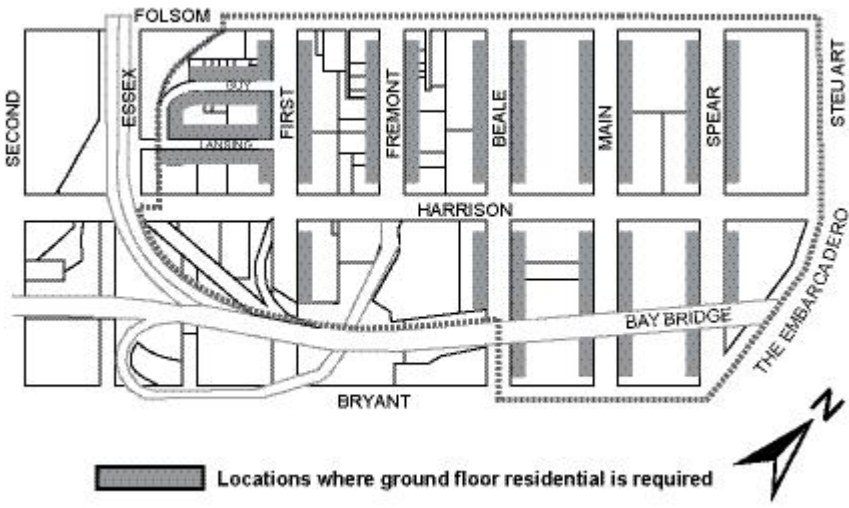 FOLSOM
SECOND
ESSEX
GUY
LANSING
FIRST
FREMONT
BEALE
MAIN
SPEAR
STEUART
HARRISON
BAY BRIDGE
THE EMBARCADERO
BRYANT
N
Locations where ground floor residential is required